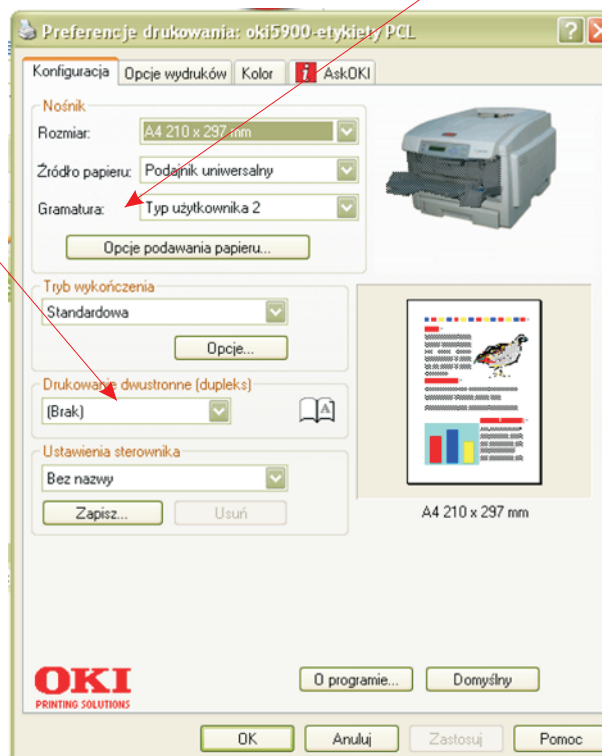 Preferencje drukowania: oki5900-etykiety PCL
Konfiguracja Opcje wydruków Kolor AskOKI
Nośnik
Rozmiar: A4 210 x 297 mm
Źródło papieru: Podajnik uniwersalny
Gramatura: Typ użytkownika 2
Opcje podawania papieru...
Tryb wykończenia
Standardowa
Opcje...
Drukowanie dwustronne (dupleks)
(Brak)
A
Ustawienia sterownika
Bez nazwy
Zapisz... Usuń
A4 210 x 297 mm
OKI
PRINTING SOLUTIONS
O programie... Domyślny
OK Anuluj Zastosuj Pomoc